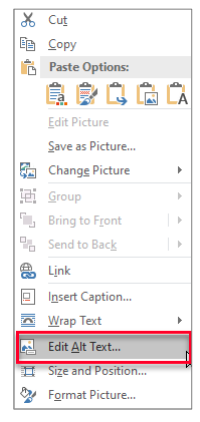 Cut
Copy
Paste Options:
Edit Picture
Save as Picture...
Change Picture
Group
Bring to Front
Send to Back
Link
Insert Caption...
Wrap Text
Edit Alt Text...
Size and Position...
Format Picture...